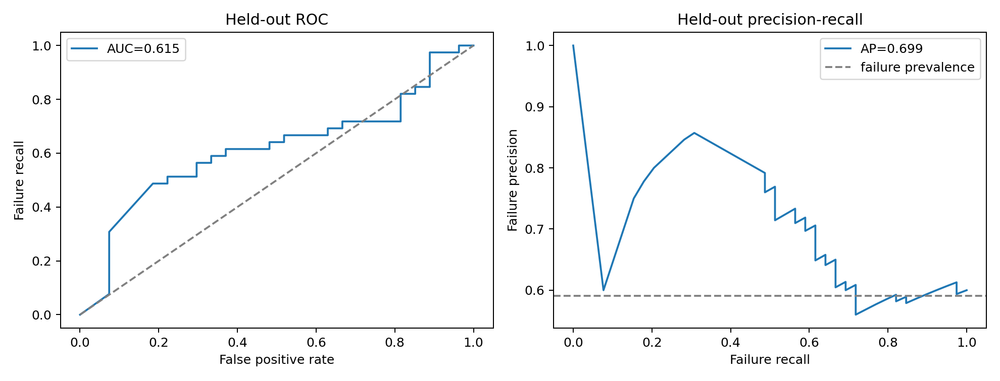 Held-out ROC
AUC=0.615
Failure recall
1.0
0.8
0.6
0.4
0.2
0.0
0.0 0.2 0.4 0.6 0.8 1.0
False positive rate
Held-out precision-recall
AP=0.699
failure prevalence
Failure precision
1.0
0.9
0.8
0.7
0.6
0.0 0.2 0.4 0.6 0.8 1.0
Failure recall